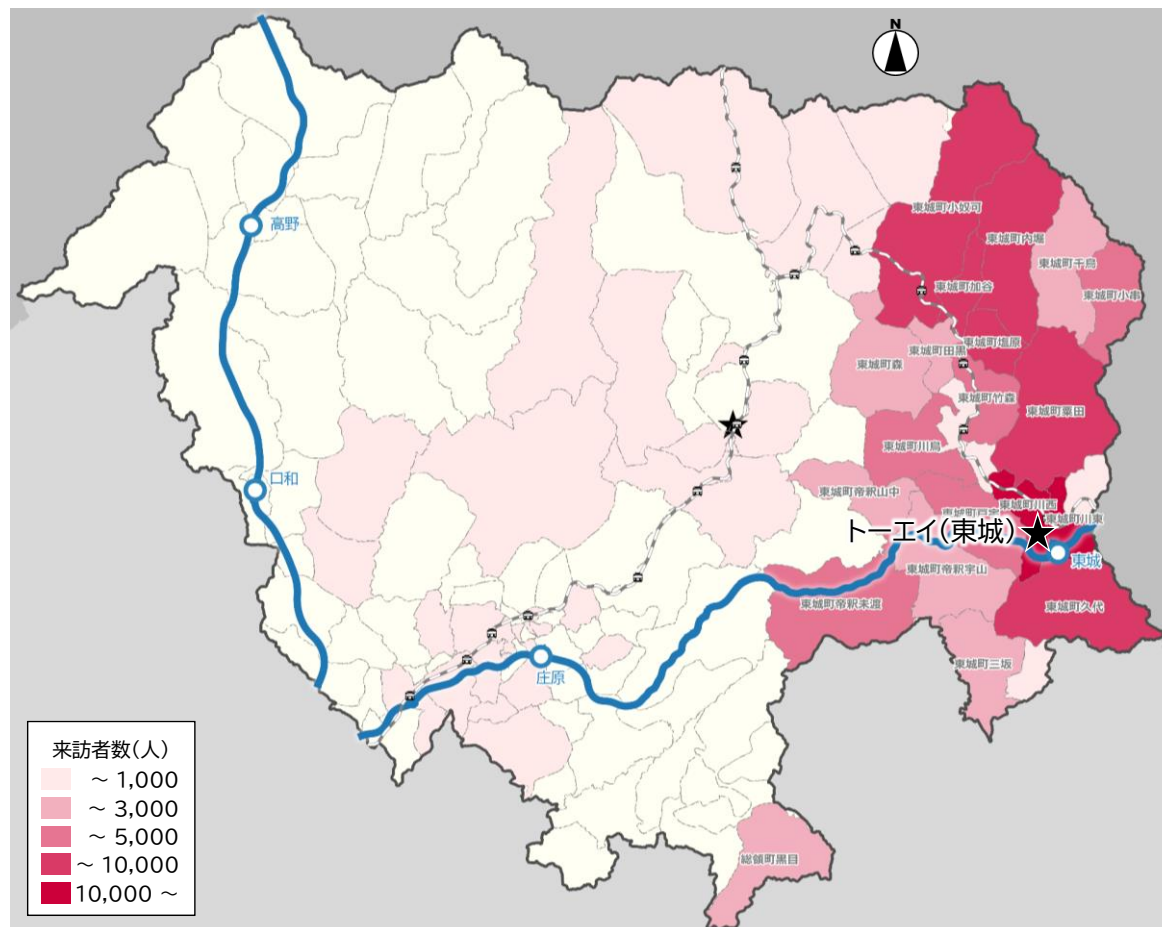 N
高野
口和
庄原
東城
東城町小奴可
東城町内堀
東城町千鳥
東城町加谷
東城町小串
東城町塩原
東城町田黒
東城町森
東城町竹森
東城町粟田
東城町川鳥
東城町帝釈山中
東城町川西
東城町戸宇
東城町川東
トーエイ(東城)
東城町帝釈宇山
東城町帝釈未渡
東城町久代
東城町三坂
総領町黒目
来訪者数(人)
~ 1,000
~ 3,000
~ 5,000
~ 10,000
10,000 ~